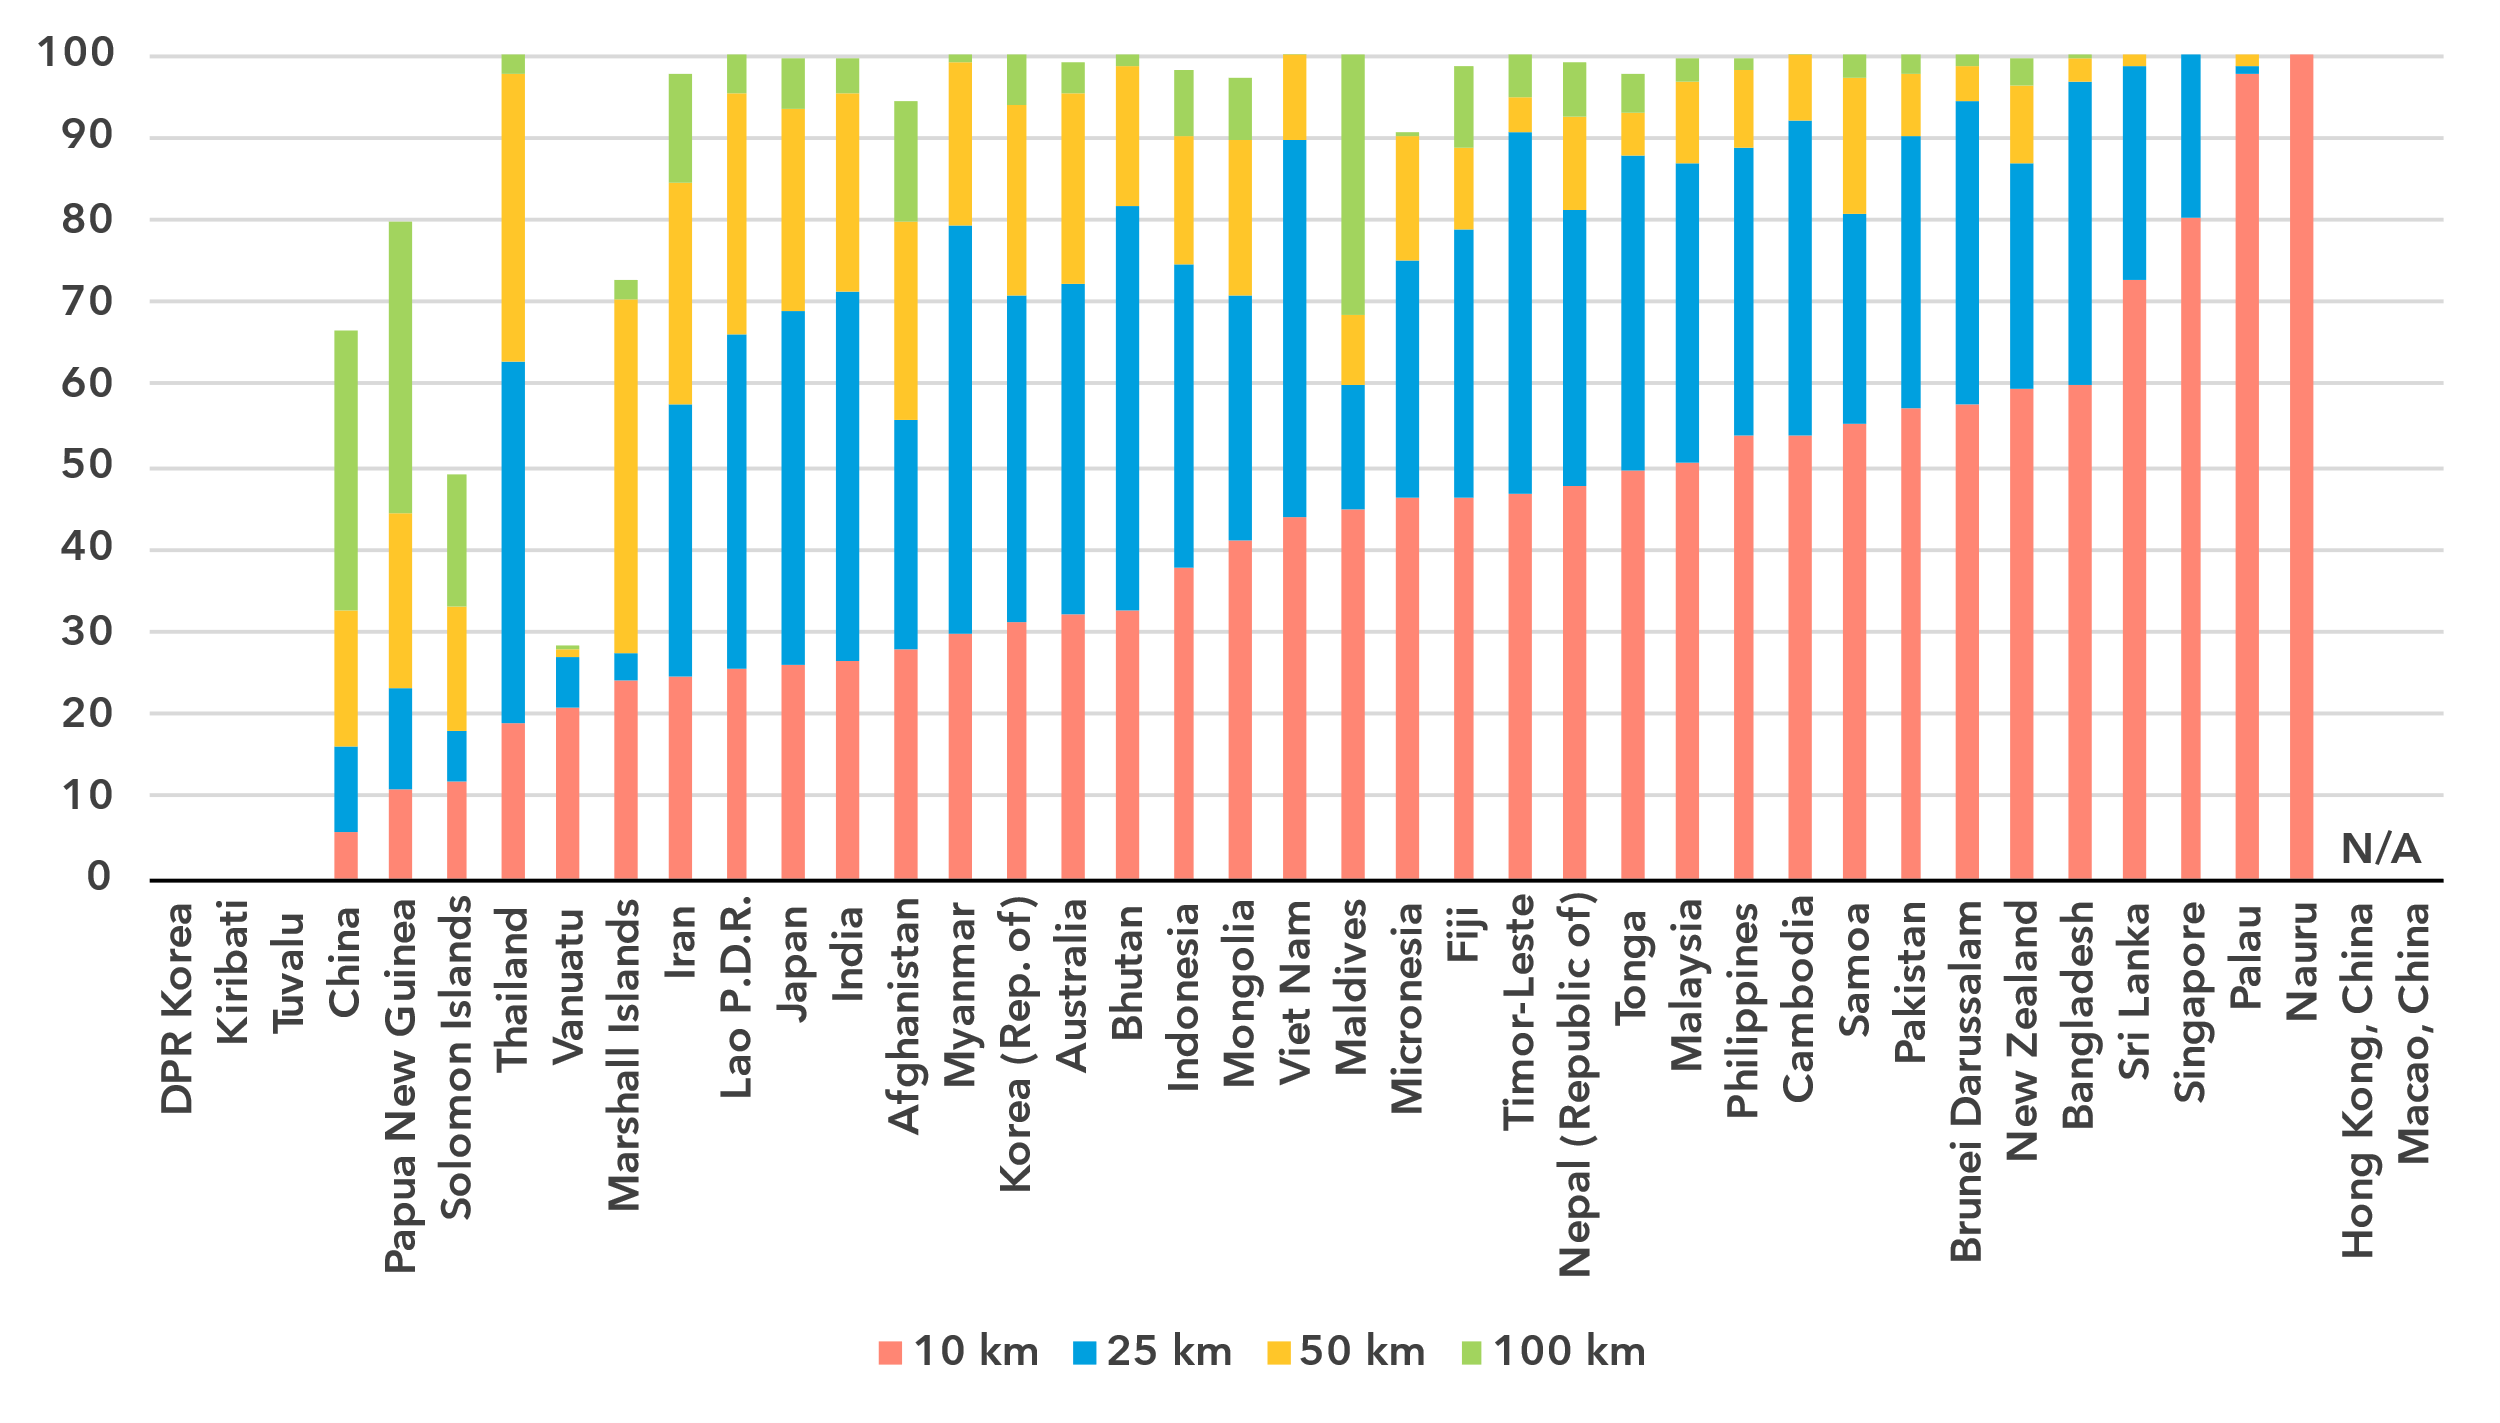 100
90
80
70
60
50
40
30
20
10
0
N/A
DPR Korea
Kiribati
Tuvalu
China
Papua New Guinea
Solomon Islands
Thailand
Vanuatu
Marshall Islands
Iran
Lao P.D.R.
Japan
India
Afghanistan
Myanmar
Korea (Rep. of)
Australia
Bhutan
Indonesia
Mongolia
Viet Nam
Maldives
Micronesia
Fiji
Timor-Leste
Nepal (Republic of)
Tonga
Malaysia
Philippines
Cambodia
Samoa
Pakistan
Brunei Darussalam
New Zealand
Bangladesh
Sri Lanka
Singapore
Palau
Nauru
Hong Kong, China
Macao, China
10 km 25 km 50 km 100 km